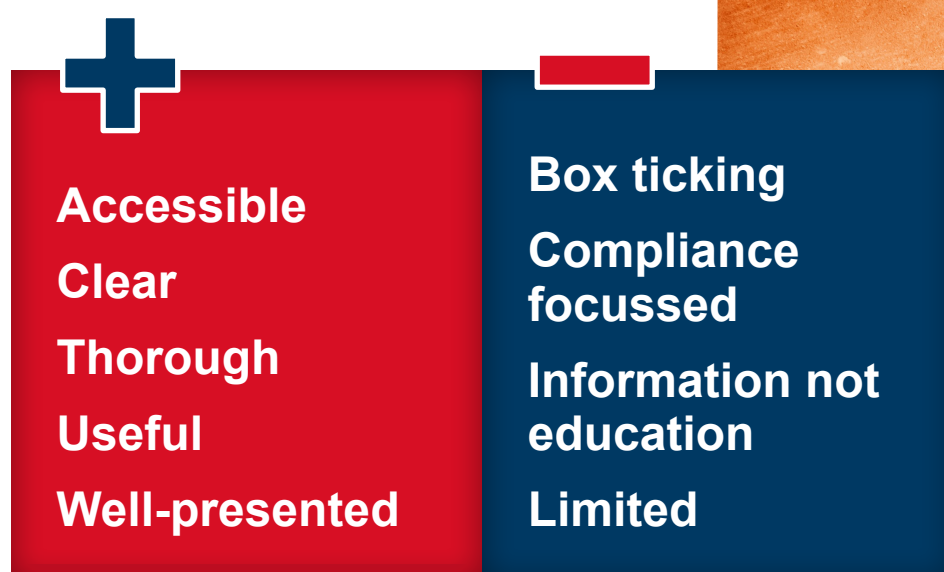 Accessible
Clear
Thorough
Useful
Well-presented
Box ticking
Compliance
focussed
Information not
education
Limited